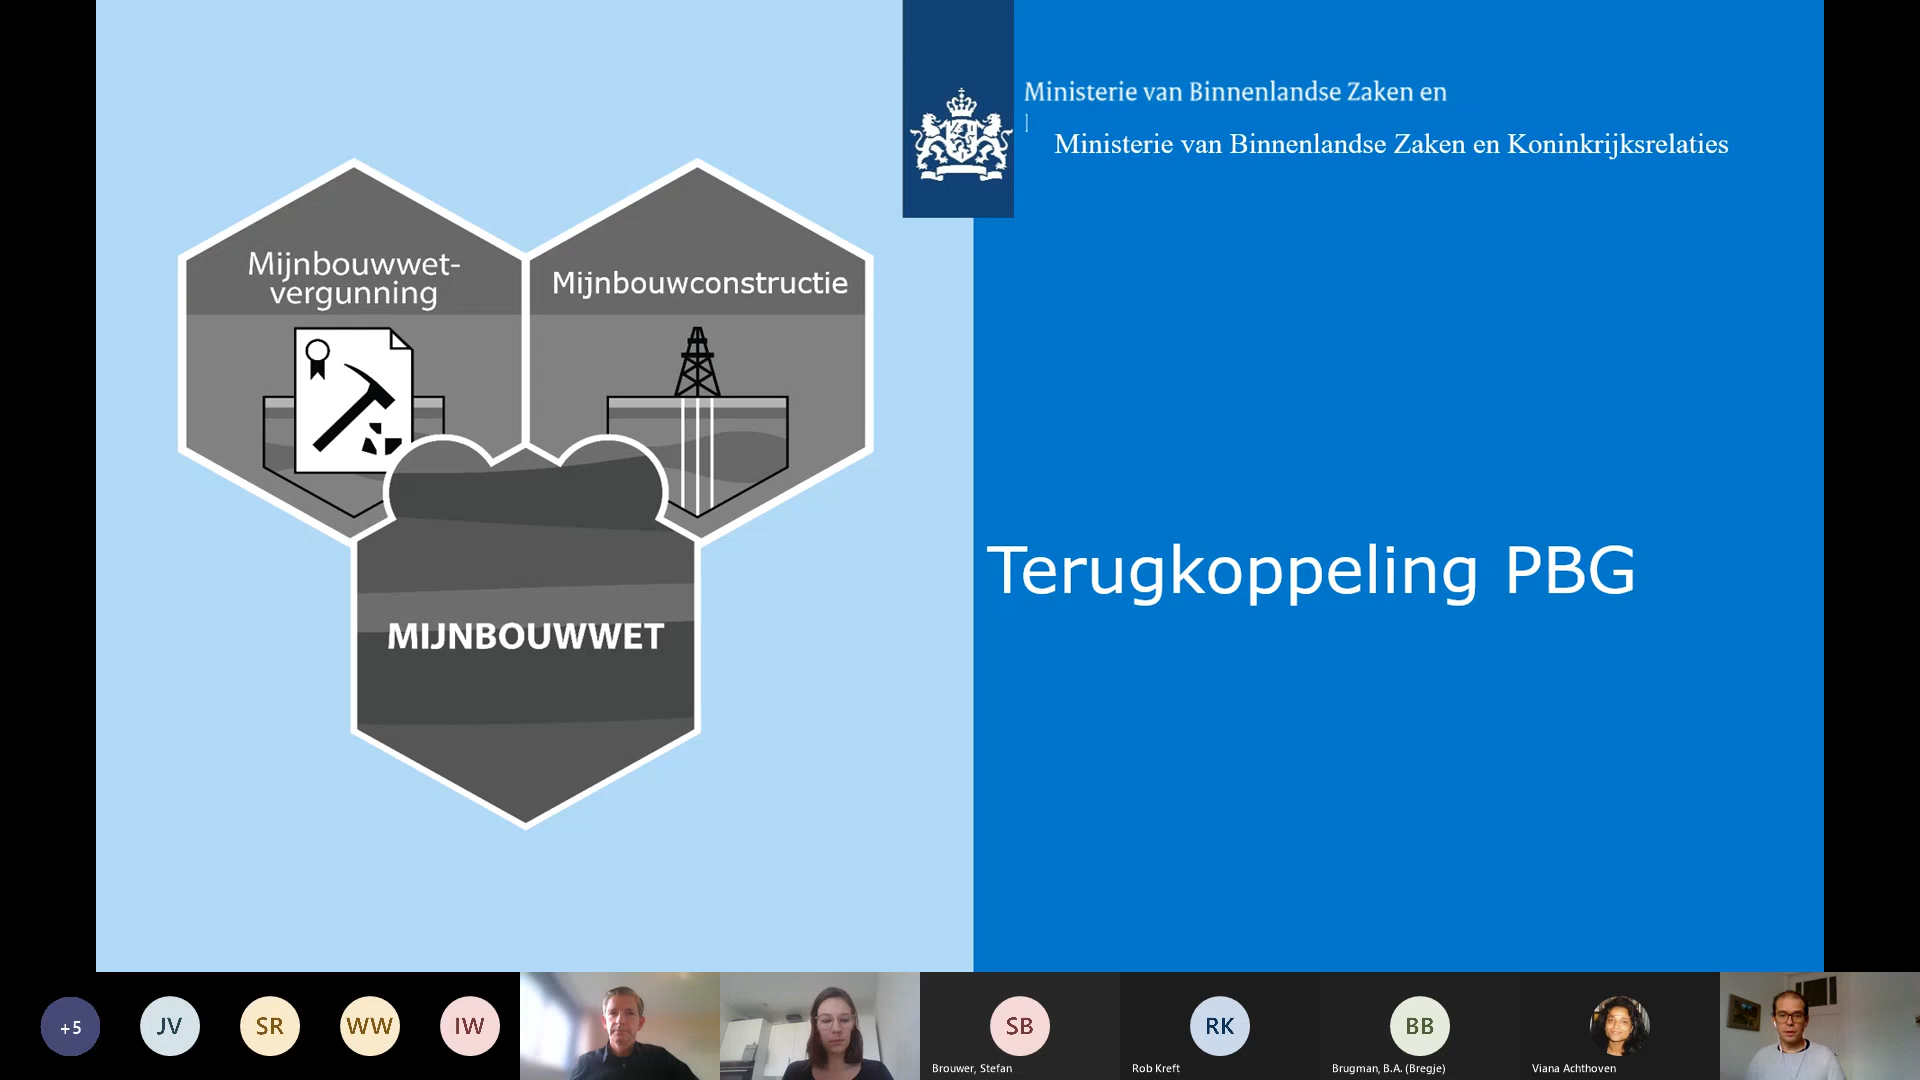 Ministerie van Binnenlandse Zaken en
Ministerie van Binnenlandse Zaken en Koninkrijksrelaties
Mijnbouwwet-
vergunning
Mijnbouwconstructie
MIJNBOUWWET
Terugkoppeling PBG
+5
JV
SR
WW
IW
SB
Brouwer, Stefan
RK
Rob Kreft
BB
Brugman, B.A. (Bregje)
Viana Achthoven